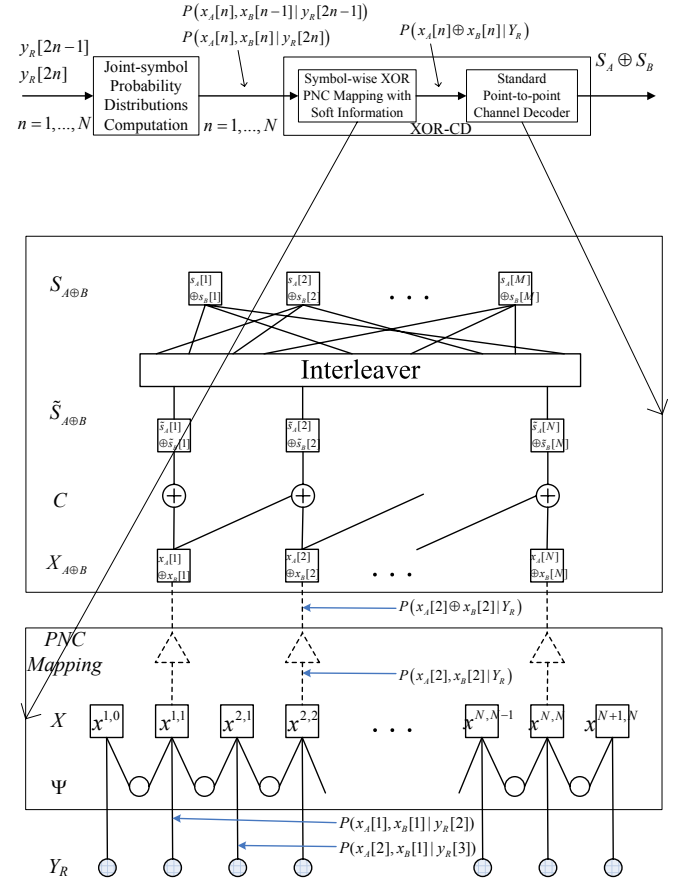 P(x_A[n], x_B[n−1] | y_R[2n−1])
P(x_A[n], x_B[n] | y_R[2n])
P(x_A[n] ⊕ x_B[n] | Y_R)
y_R[2n−1]
y_R[2n]
n = 1,..., N
Joint-symbol
Probability
Distributions
Computation
n = 1,..., N
Symbol-wise XOR
PNC Mapping with
Soft Information
Standard
Point-to-point
Channel Decoder
XOR-CD
S_A ⊕ S_B
S_{A⊕B}
s_A[1]
⊕s_B[1]
s_A[2]
⊕s_B[2]
. . .
s_A[M]
⊕s_B[M]
Interleaver
S̃_{A⊕B}
s̃_A[1]
⊕s̃_B[1]
s̃_A[2]
⊕s̃_B[2]
s̃_A[N]
⊕s̃_B[N]
C
X_{A⊕B}
x_A[1]
⊕x_B[1]
x_A[2]
⊕x_B[2]
. . .
x_A[N]
⊕x_B[N]
P(x_A[2] ⊕ x_B[2] | Y_R)
PNC
Mapping
P(x_A[2], x_B[2] | Y_R)
X
x^{1,0}
x^{1,1}
x^{2,1}
x^{2,2}
. . .
x^{N,N−1}
x^{N,N}
x^{N+1,N}
Ψ
P(x_A[1], x_B[1] | y_R[2])
P(x_A[2], x_B[1] | y_R[3])
Y_R